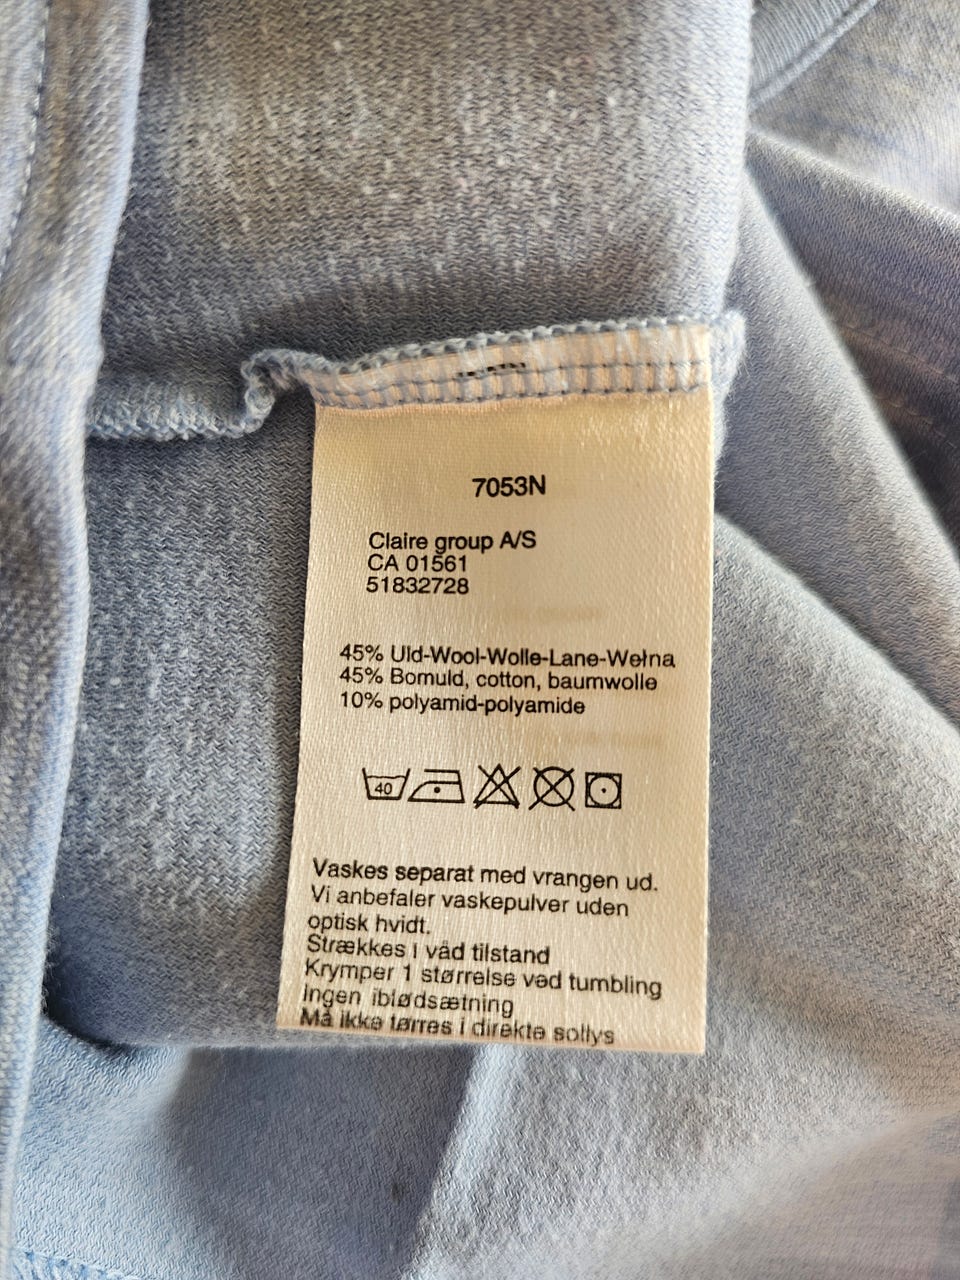 7053N
Claire group A/S
CA 01561
51832728
45% Uld-Wool-Wolle-Lane-Wełna
45% Bomuld, cotton, baumwolle
10% polyamid-polyamide
40
Vaskes separat med vrangen ud.
Vi anbefaler vaskepulver uden
optisk hvidt.
Strækkes i våd tilstand
Krymper 1 størrelse ved tumbling
Ingen iblødsætning
Må ikke tørres i direkte sollys